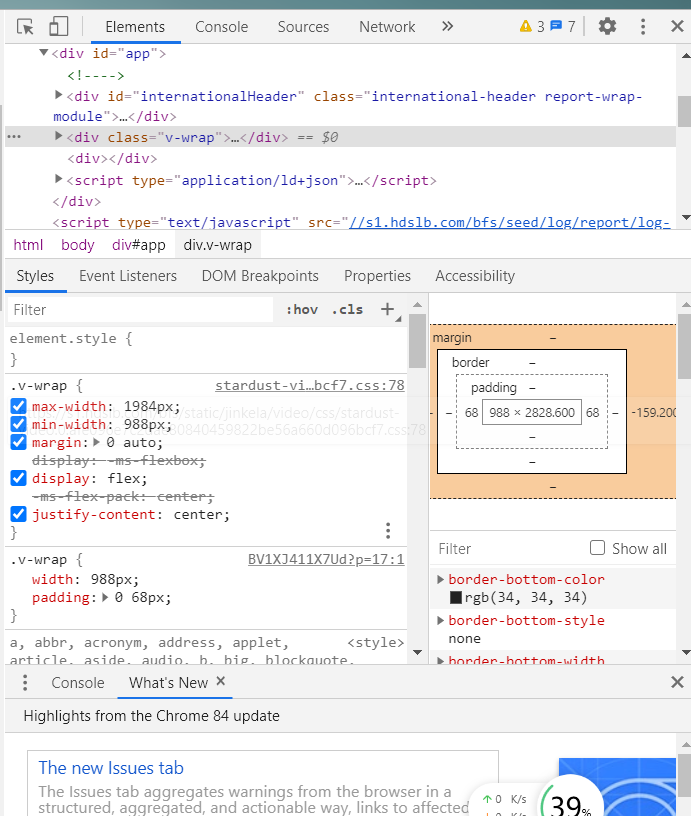 Elements Console Sources Network » 3 7
<div id="app">
<!---->
<div id="internationalHeader" class="international-header report-wrap-
module">…</div>
<div class="v-wrap">…</div> == $0
<div></div>
<script type="application/ld+json">…</script>
</div>
<script type="text/javascript" src="//s1.hdslb.com/bfs/seed/log/report/log-
html body div#app div.v-wrap
Styles Event Listeners DOM Breakpoints Properties Accessibility
Filter :hov .cls +
element.style {
}
.v-wrap { stardust-vi…bcf7.css:78
max-width: 1984px;
min-width: 988px;
margin: 0 auto;
display: -ms-flexbox;
display: flex;
-ms-flex-pack: center;
justify-content: center;
}
.v-wrap { BV1XJ411X7Ud?p=17:1
width: 988px;
padding: 0 68px;
}
a, abbr, acronym, address, applet, <style>
article, aside, audio, b, big, blockquote,
margin –
border –
padding –
- – 68 988 × 2828.600 68 – -159.200
–
–
–
Filter Show all
border-bottom-color
rgb(34, 34, 34)
border-bottom-style
none
border-bottom-width
Console What's New ×
Highlights from the Chrome 84 update
The new Issues tab
The Issues tab aggregates warnings from the browser in a
structured, aggregated, and actionable way, links to affected
↑ 0 K/s
↓ 0 K/s
39%